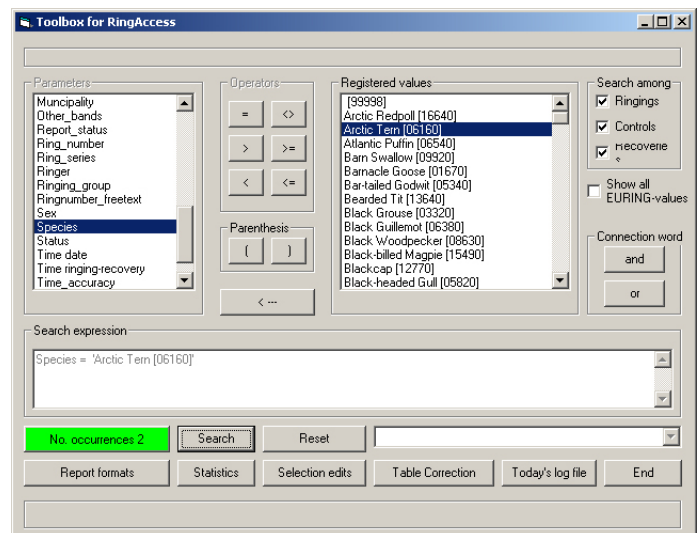 Toolbox for RingAccess
Parameters
Muncipality
Other_bands
Report_status
Ring_number
Ring_series
Ringer
Ringing_group
Ringnumber_freetext
Sex
Species
Status
Time date
Time ringing-recovery
Time_accuracy
Operators
= <>
> >=
< <=
Parenthesis
( )
< ---
Registered values
[99998]
Arctic Redpoll [16640]
Arctic Tern [06160]
Atlantic Puffin [06540]
Barn Swallow [09920]
Barnacle Goose [01670]
Bar-tailed Godwit [05340]
Bearded Tit [13640]
Black Grouse [03320]
Black Guillemot [06380]
Black Woodpecker [08630]
Black-billed Magpie [15490]
Blackcap [12770]
Black-headed Gull [05820]
Search among
Ringings
Controls
Recoverie
s
Show all
EURING-values
Connection word
and
or
Search expression
Species = 'Arctic Tern [06160]'
No. occurrences 2 Search Reset
Report formats Statistics Selection edits Table Correction Today's log file End